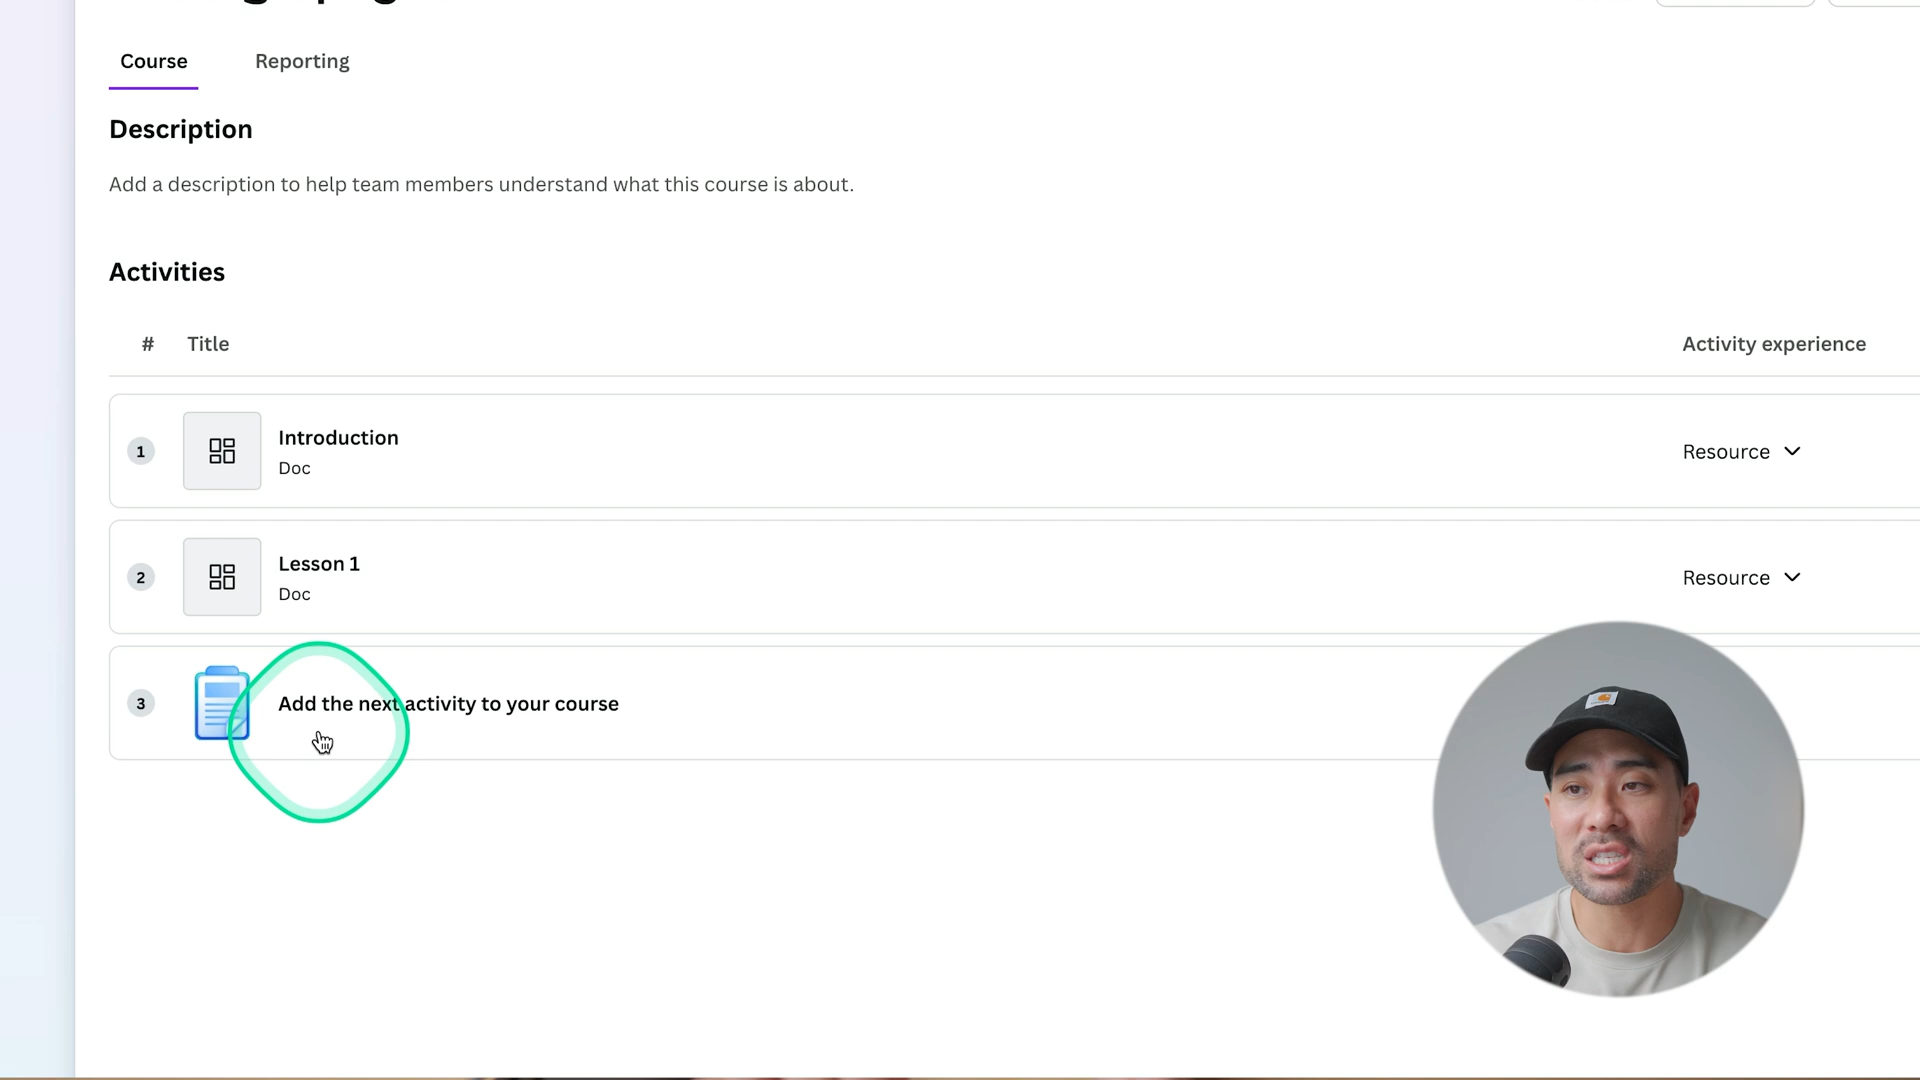 Course
Reporting
Description
Add a description to help team members understand what this course is about.
Activities
# Title Activity experience
1
Introduction
Doc
Resource
2
Lesson 1
Doc
Resource
3
Add the next activity to your course